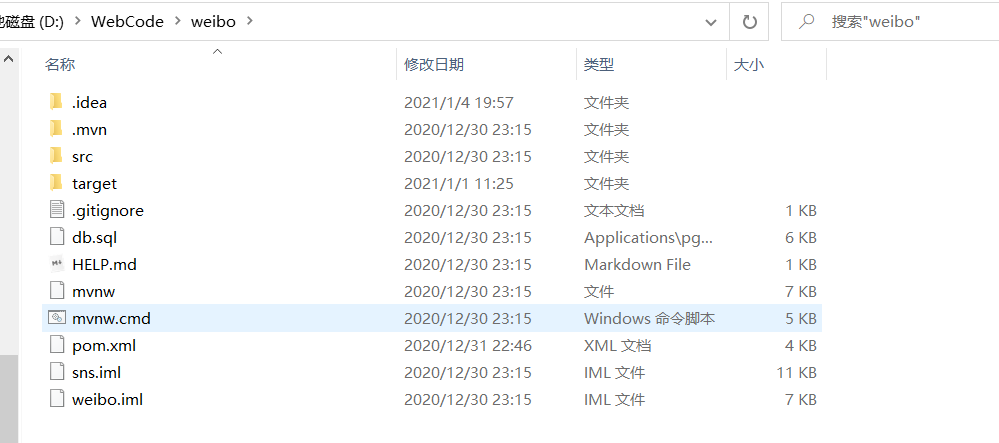 地磁盘 (D:) > WebCode > weibo > 搜索"weibo"
名称 修改日期 类型 大小
.idea 2021/1/4 19:57 文件夹
.mvn 2020/12/30 23:15 文件夹
src 2020/12/30 23:15 文件夹
target 2021/1/1 11:25 文件夹
.gitignore 2020/12/30 23:15 文本文档 1 KB
db.sql 2020/12/30 23:15 Applications\pg... 6 KB
HELP.md 2020/12/30 23:15 Markdown File 1 KB
mvnw 2020/12/30 23:15 文件 7 KB
mvnw.cmd 2020/12/30 23:15 Windows 命令脚本 5 KB
pom.xml 2020/12/31 22:46 XML 文档 4 KB
sns.iml 2020/12/30 23:15 IML 文件 11 KB
weibo.iml 2020/12/30 23:15 IML 文件 7 KB